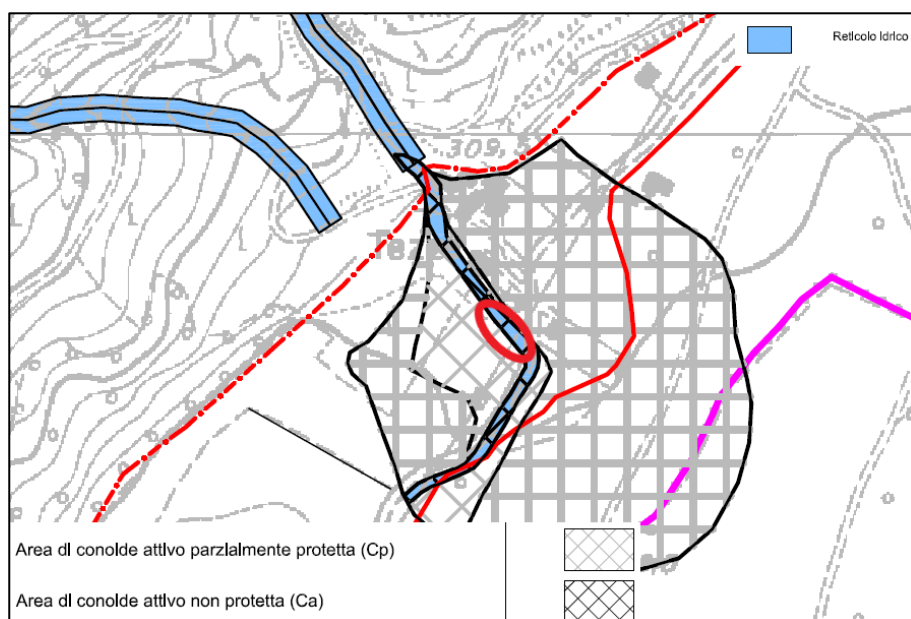 Reticolo Idrico
309.5
Area di conoide attivo parzialmente protetta (Cp)
Area di conoide attivo non protetta (Ca)